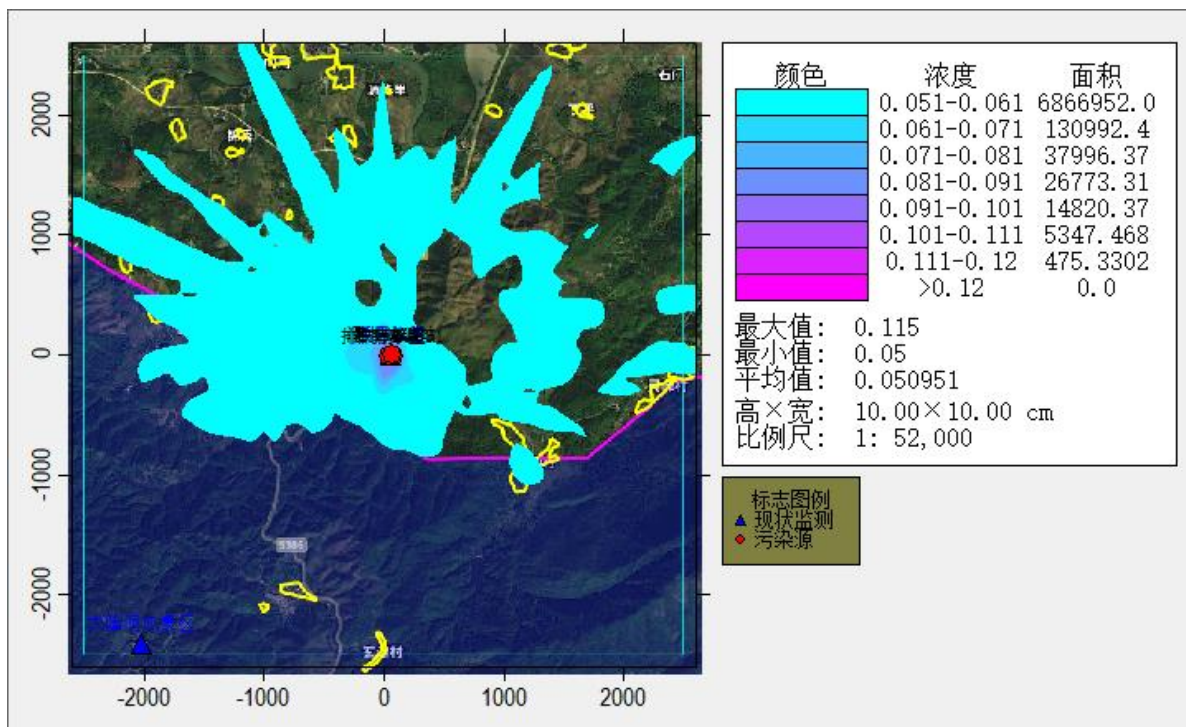 颜色 浓度 面积
0.051-0.061 6866952.0
0.061-0.071 130992.4
0.071-0.081 37996.37
0.081-0.091 26773.31
0.091-0.101 14820.37
0.101-0.111 5347.468
0.111-0.12 475.3302
>0.12 0.0
最大值: 0.115
最小值: 0.05
平均值: 0.050951
高×宽: 10.00×10.00 cm
比例尺: 1: 52,000
标志图例
现状监测
污染源
2000
1000
0
-1000
-2000
S386
-2000 -1000 0 1000 2000